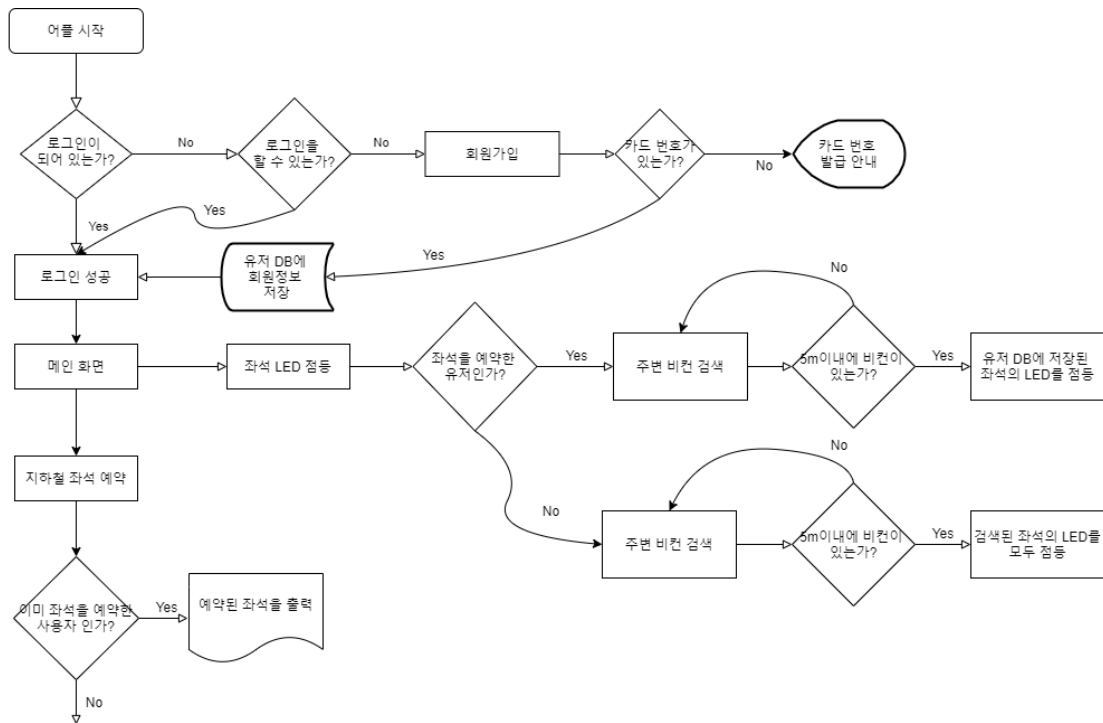 어플 시작
로그인이
되어 있는가?
No
로그인을
할 수 있는가?
No
회원가입
카드 번호가
있는가?
No
카드 번호
발급 안내
Yes
Yes
Yes
로그인 성공
유저 DB에
회원정보
저장
메인 화면
좌석 LED 점등
좌석을 예약한
유저인가?
Yes
주변 비컨 검색
No
5m이내에 비컨이
있는가?
Yes
유저 DB에 저장된
좌석의 LED를 점등
지하철 좌석 예약
No
주변 비컨 검색
No
5m이내에 비컨이
있는가?
Yes
검색된 좌석의 LED를
모두 점등
이미 좌석을 예약한
사용자 인가?
Yes
예약된 좌석을 출력
No